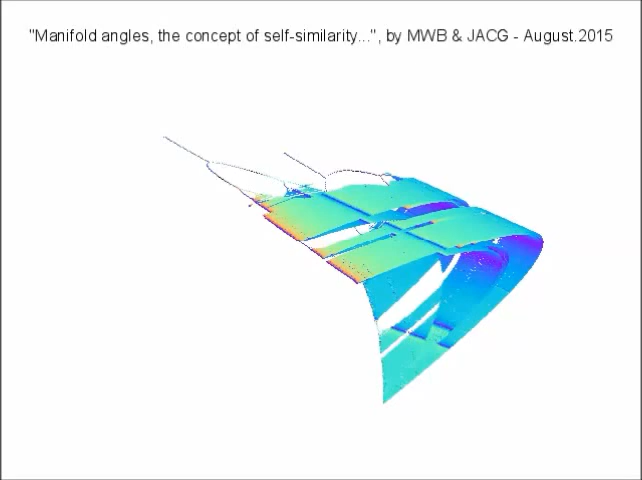 "Manifold angles, the concept of self-similarity...", by MWB & JACG - August.2015